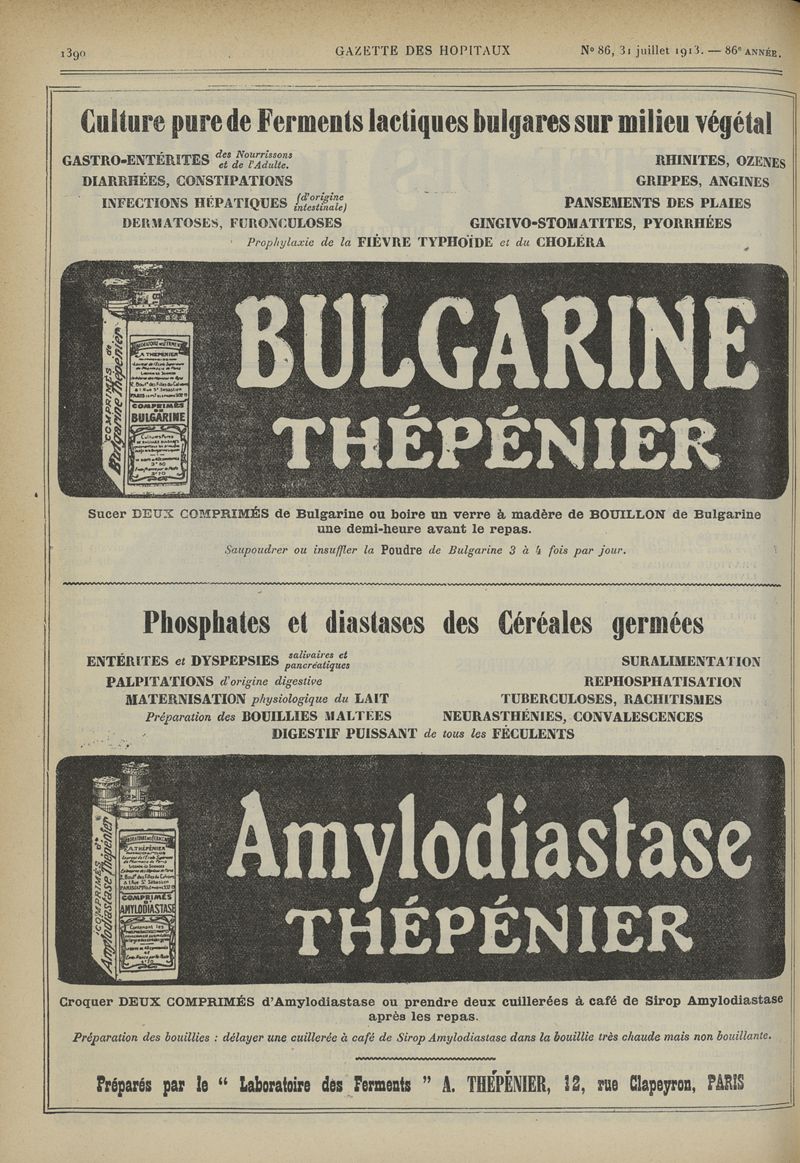 1390
GAZETTE DES HOPITAUX
Nº 86, 31 juillet 1913. — 86e ANNÉE.
Culture pure de Ferments lactiques bulgares sur milieu végétal
GASTRO-ENTÉRITES des Nourrissons et de l'Adulte.
RHINITES, OZENES
DIARRHÉES, CONSTIPATIONS
GRIPPES, ANGINES
INFECTIONS HÉPATIQUES (d'origine intestinale)
PANSEMENTS DES PLAIES
DERMATOSES, FURONCULOSES
GINGIVO-STOMATITES, PYORRHÉES
Prophylaxie de la FIÉVRE TYPHOÏDE et du CHOLÉRA
COMPRIMÉS de
Bulgarine Thépénier
A. THÉPÉNIER
COMPRIMÉS
BULGARINE
BULGARINE
THÉPÉNIER
Sucer DEUX COMPRIMÉS de Bulgarine ou boire un verre à madère de BOUILLON de Bulgarine
une demi-heure avant le repas.
Saupoudrer ou insuffler la Poudre de Bulgarine 3 à 4 fois par jour.
Phosphates et diastases des Céréales germées
ENTÉRITES et DYSPEPSIES salivaires et pancréatiques
SURALIMENTATION
PALPITATIONS d'origine digestive
REPHOSPHATISATION
MATERNISATION physiologique du LAIT
TUBERCULOSES, RACHITISMES
Préparation des BOUILLIES MALTÉES
NEURASTHÉNIES, CONVALESCENCES
DIGESTIF PUISSANT de tous les FÉCULENTS
COMPRIMÉS d'
Amylodiastase Thépénier
A. THÉPÉNIER
COMPRIMÉS
AMYLODIASTASE
Contenant les
Amylodiastase
THÉPÉNIER
Croquer DEUX COMPRIMÉS d'Amylodiastase ou prendre deux cuillerées à café de Sirop Amylodiastase
après les repas.
Préparation des bouillies : délayer une cuillerée à café de Sirop Amylodiastase dans la bouillie très chaude mais non bouillante.
Préparés par le “ Laboratoire des Ferments ” A. THÉPÉNIER, 12, rue Clapeyron, PARIS